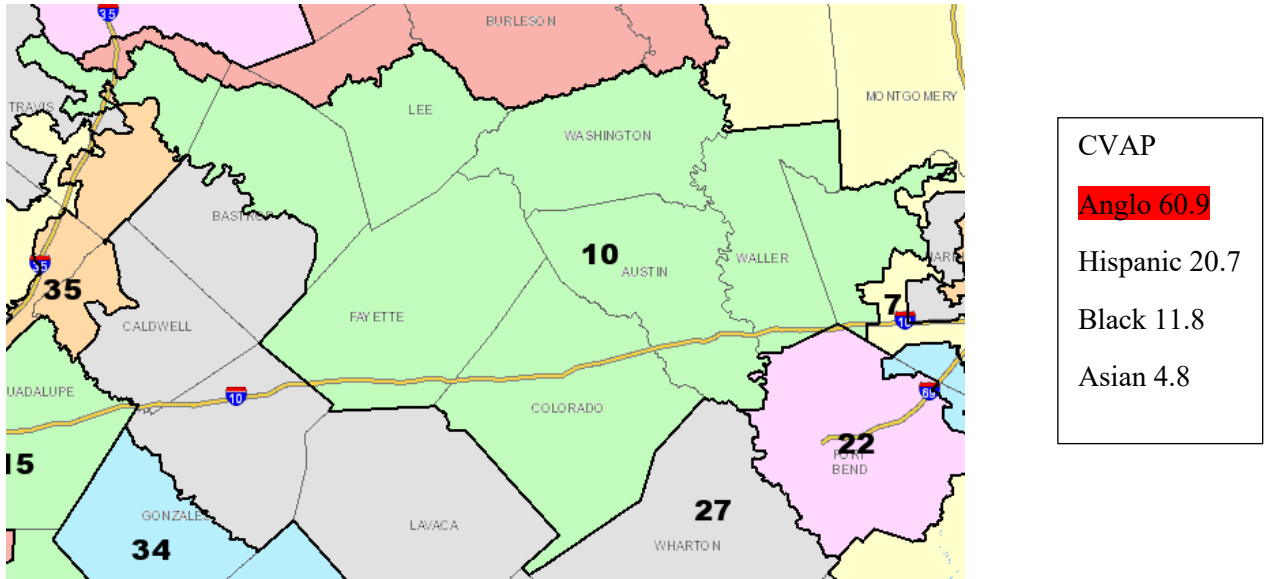 35
BURLESON
TRAVIS
MONTGOMERY
LEE
WASHINGTON
BASTROP
10
AUSTIN
WALLER
35
35
7
10
CALDWELL
FAYETTE
10
COLORADO
69
22
FORT
BEND
15
GONZALES
34
LAVACA
27
WHARTON
CVAP
Anglo 60.9
Hispanic 20.7
Black 11.8
Asian 4.8